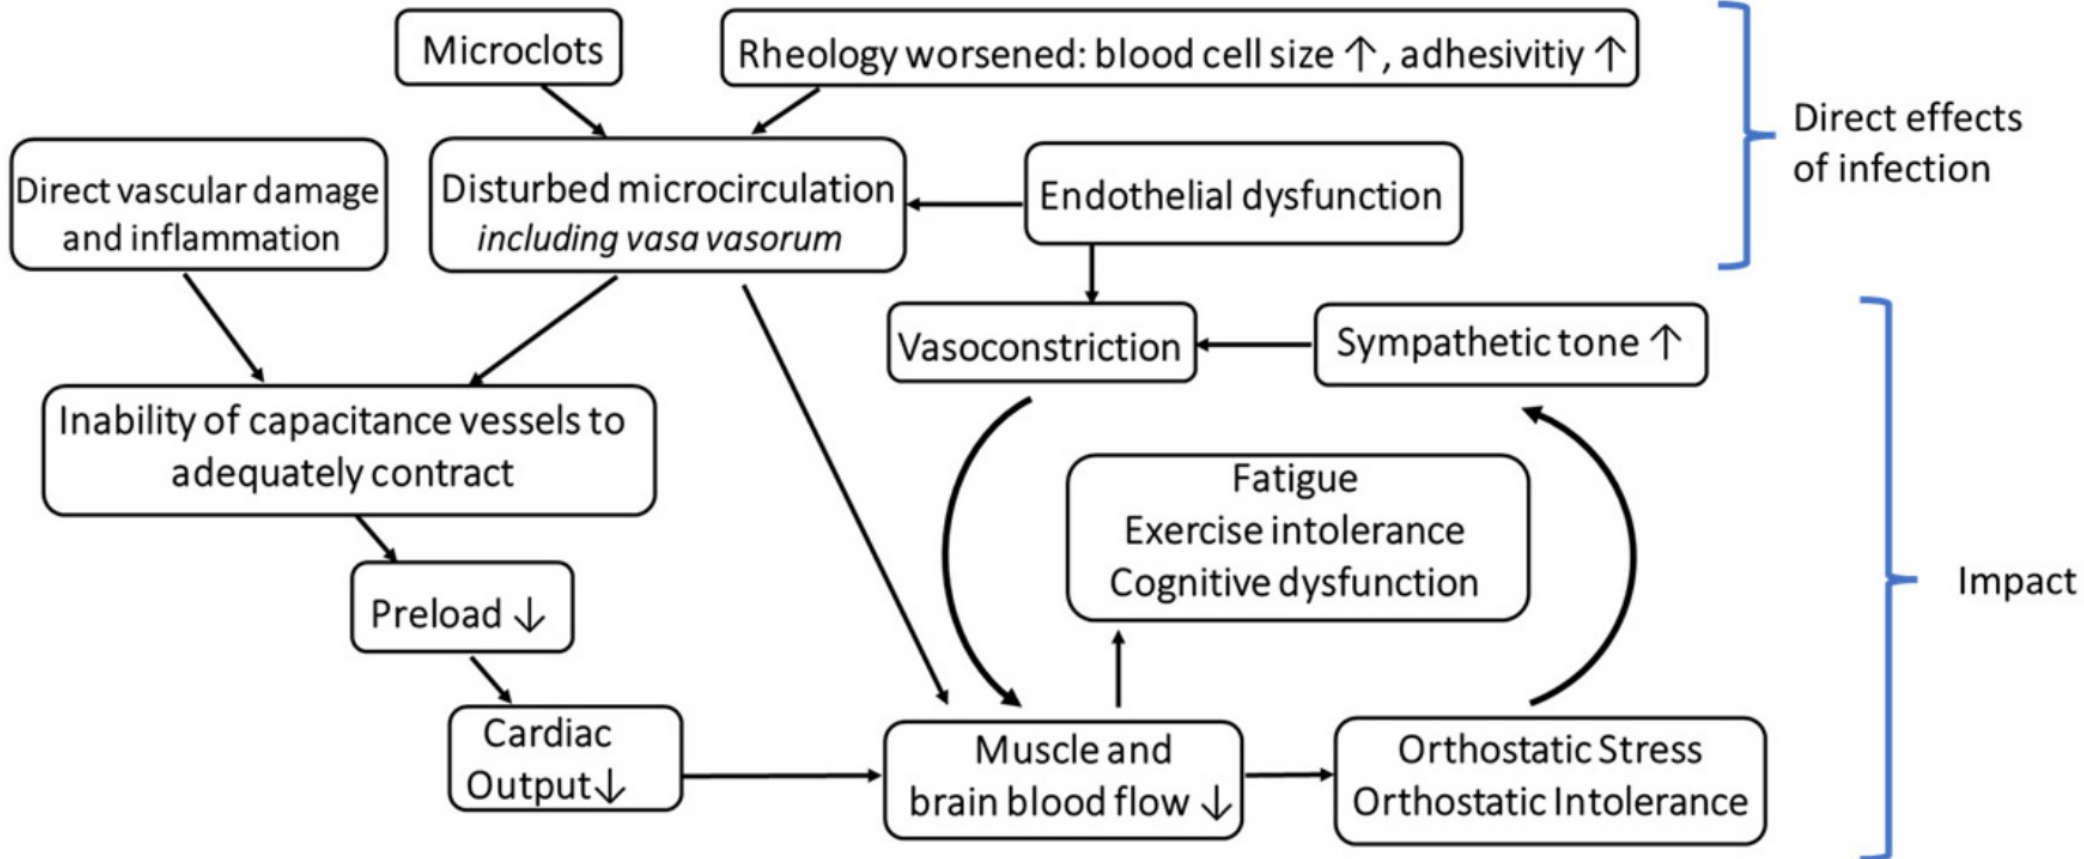 Microclots
Rheology worsened: blood cell size ↑, adhesivitiy ↑
Direct effects
of infection
Direct vascular damage
and inflammation
Disturbed microcirculation
including vasa vasorum
Endothelial dysfunction
Vasoconstriction
Sympathetic tone ↑
Inability of capacitance vessels to
adequately contract
Fatigue
Exercise intolerance
Cognitive dysfunction
Impact
Preload ↓
Cardiac
Output↓
Muscle and
brain blood flow ↓
Orthostatic Stress
Orthostatic Intolerance